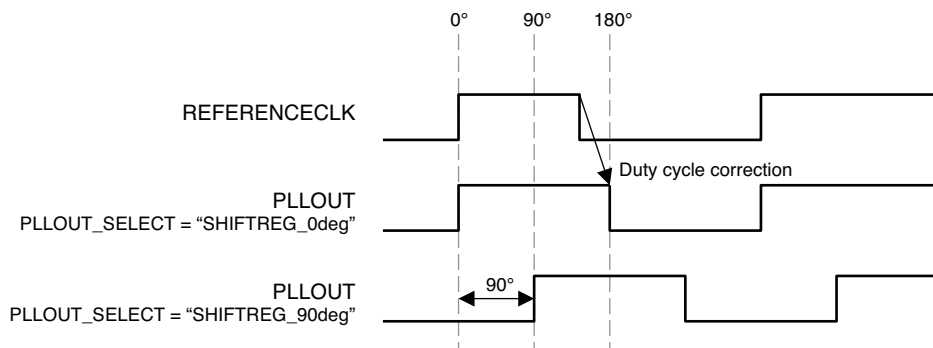 0° 90° 180°
REFERENCECLK
Duty cycle correction
PLLOUT
PLLOUT_SELECT = “SHIFTREG_0deg”
90°
PLLOUT
PLLOUT_SELECT = “SHIFTREG_90deg”